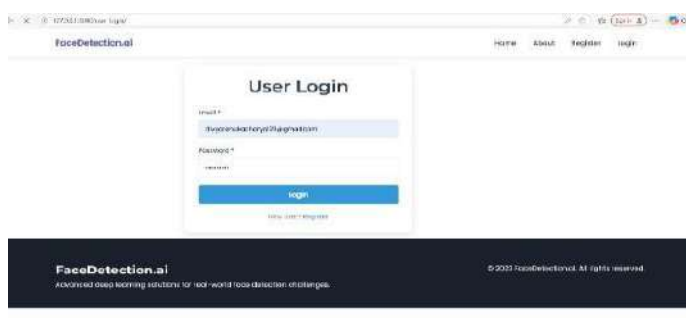 FaceDetection.ai
Home About Register Login
User Login
Email *
Password *
Login
Register
FaceDetection.ai
Advanced deep learning solutions for real-world face detection challenges.
© 2023 FaceDetection.ai. All rights reserved.